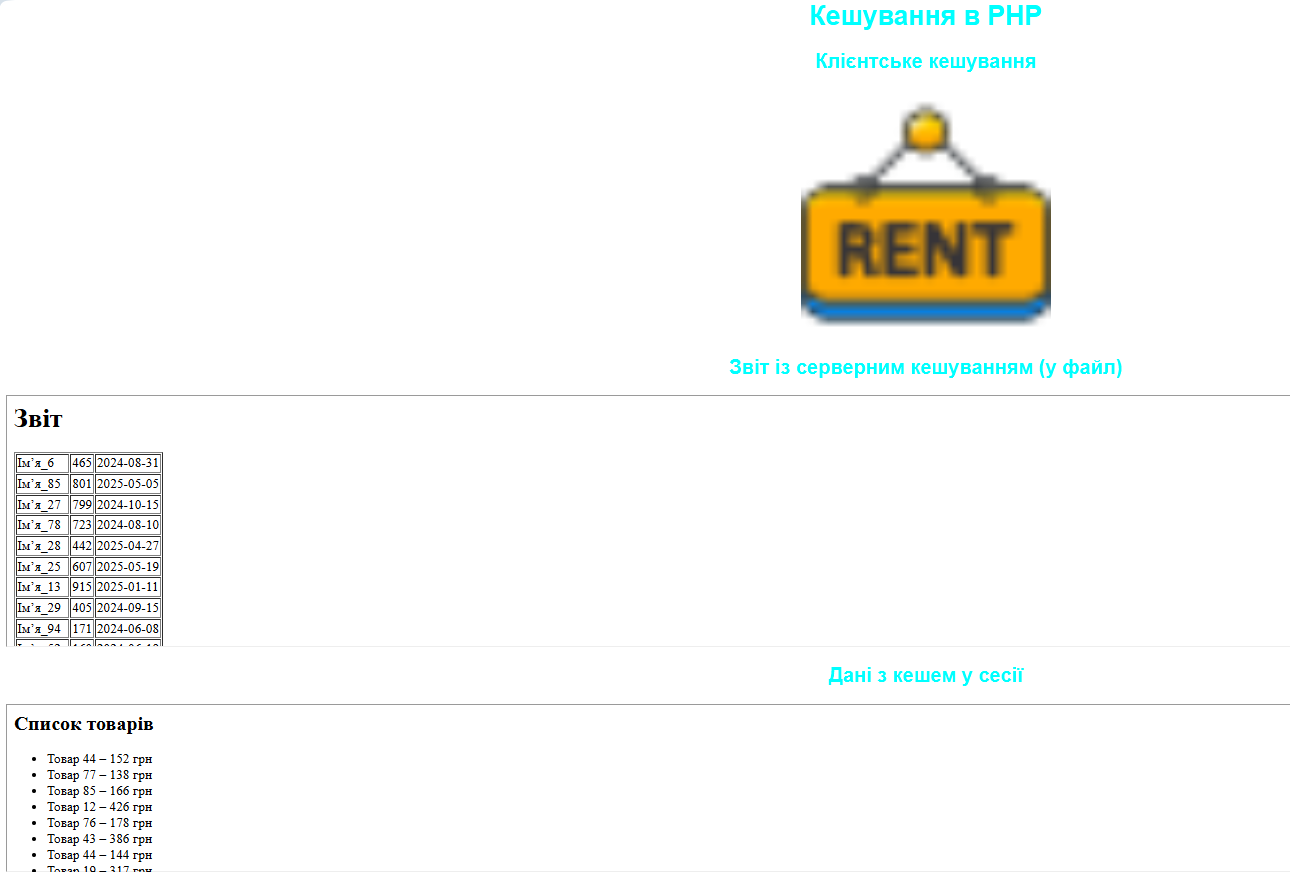 Кешування в PHP
Клієнтське кешування
RENT
Звіт із серверним кешуванням (у файл)
Звіт
Ім’я_6 465 2024-08-31
Ім’я_85 801 2025-05-05
Ім’я_27 799 2024-10-15
Ім’я_78 723 2024-08-10
Ім’я_28 442 2025-04-27
Ім’я_25 607 2025-05-19
Ім’я_13 915 2025-01-11
Ім’я_29 405 2024-09-15
Ім’я_94 171 2024-06-08
Дані з кешем у сесії
Список товарів
• Товар 44 – 152 грн
• Товар 77 – 138 грн
• Товар 85 – 166 грн
• Товар 12 – 426 грн
• Товар 76 – 178 грн
• Товар 43 – 386 грн
• Товар 44 – 144 грн
• Товар 19 – 317 грн